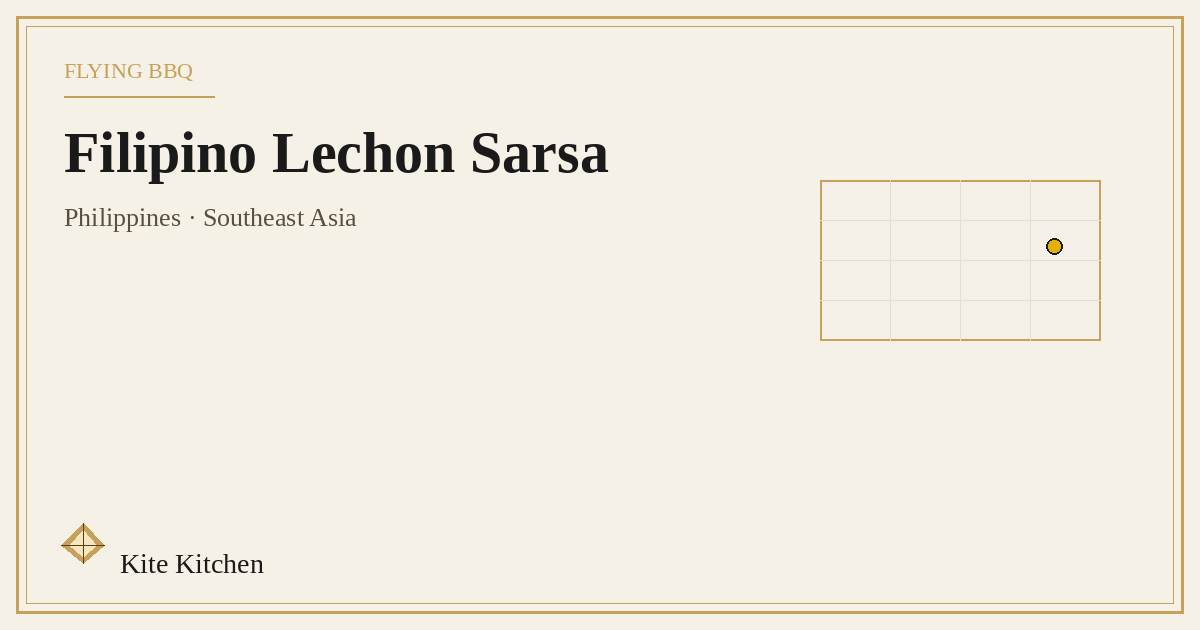 FLYING BBQ
Filipino Lechon Sarsa
Philippines · Southeast Asia
Kite Kitchen